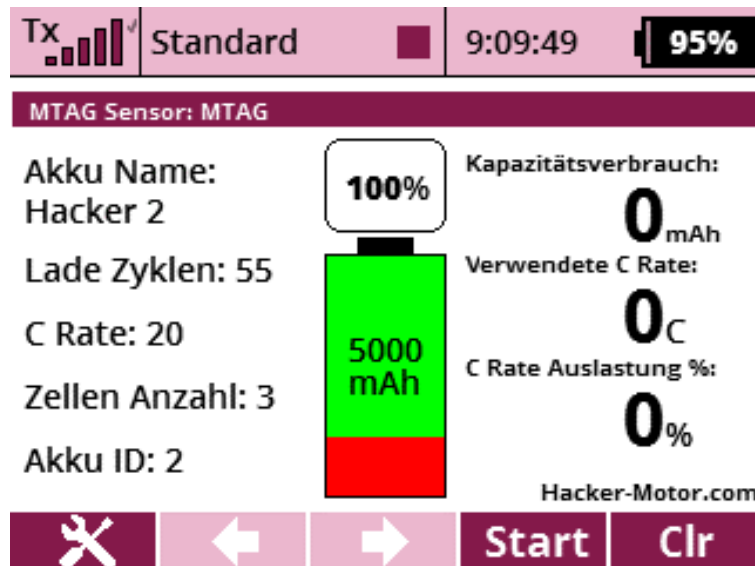 Tx Standard 9:09:49 95%
MTAG Sensor: MTAG
Akku Name:
Hacker 2
Lade Zyklen: 55
C Rate: 20
Zellen Anzahl: 3
Akku ID: 2
100%
5000
mAh
Kapazitätsverbrauch:
0mAh
Verwendete C Rate:
0C
C Rate Auslastung %:
0%
Hacker-Motor.com
Start Clr